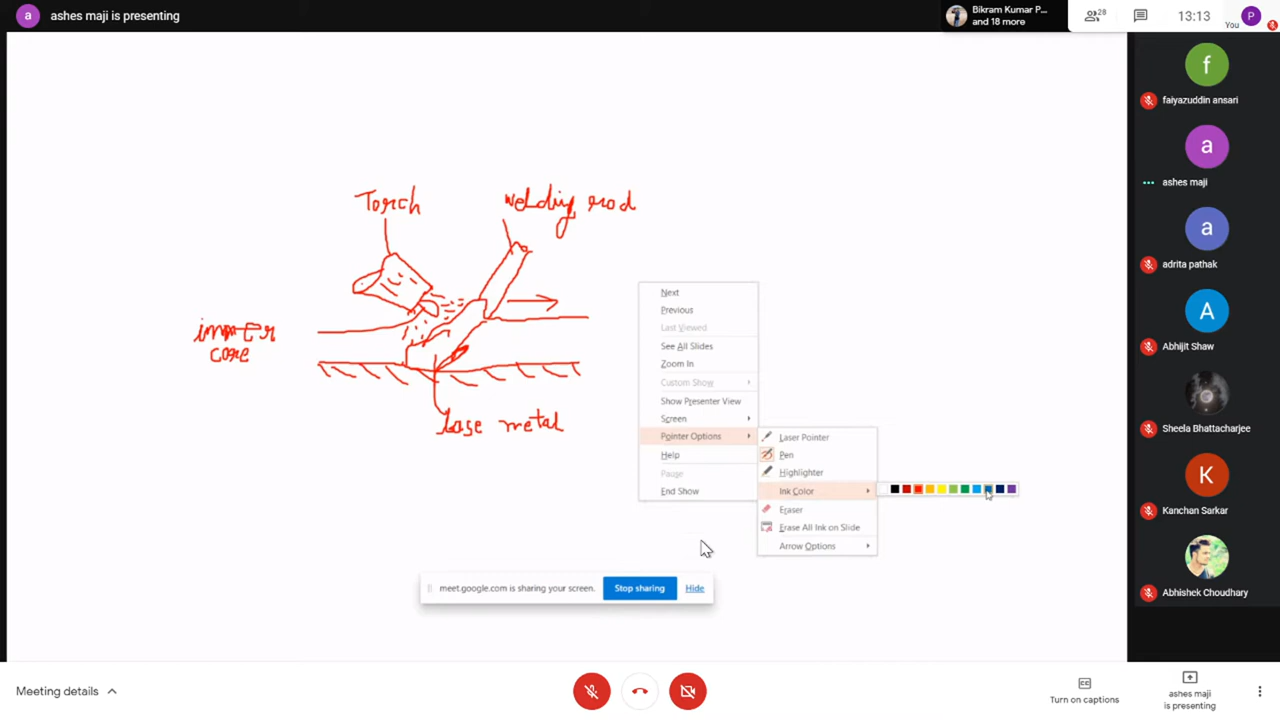 a ashes maji is presenting
Bikram Kumar P...
and 18 more
28
13:13
You
P
f
faiyazuddin ansari
a
ashes maji
a
adrita pathak
A
Abhijit Shaw
Sheela Bhattacharjee
K
Kanchan Sarkar
Abhishek Choudhary
Torch
welding rod
core
base metal
Next
Previous
Last Viewed
See All Slides
Zoom In
Custom Show
Show Presenter View
Screen
Pointer Options
Help
Pause
End Show
Laser Pointer
Pen
Highlighter
Ink Color
Eraser
Erase All Ink on Slide
Arrow Options
meet.google.com is sharing your screen.
Stop sharing
Hide
Meeting details
CC
Turn on captions
ashes maji
is presenting